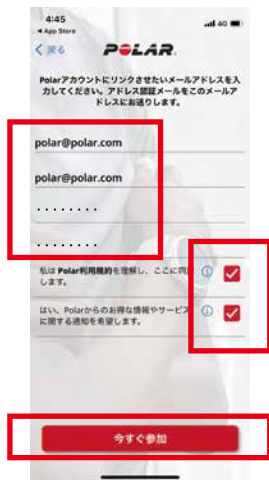 4:45
4G
◀ App Store
戻る
POLAR.
Polarアカウントにリンクさせたいメールアドレスを入
力してください。アドレス認証メールをこのメールア
ドレスにお送りします。
polar@polar.com
polar@polar.com
........
........
私は Polar利用規約を理解し、ここに同
します。
はい、Polarからのお得な情報やサービス
に関する通知を希望します。
今すぐ参加